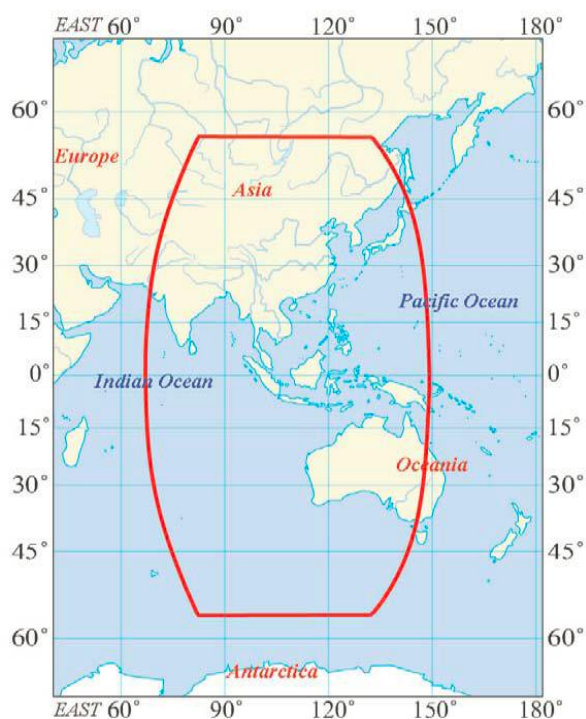 EAST 60° 90° 120° 150° 180°
60° 60°
Europe
Asia
45° 45°
30° 30°
Pacific Ocean
15° 15°
0° 0°
Indian Ocean
15° 15°
Oceania
30° 30°
45° 45°
60° 60°
Antarctica
EAST 60° 90° 120° 150° 180°